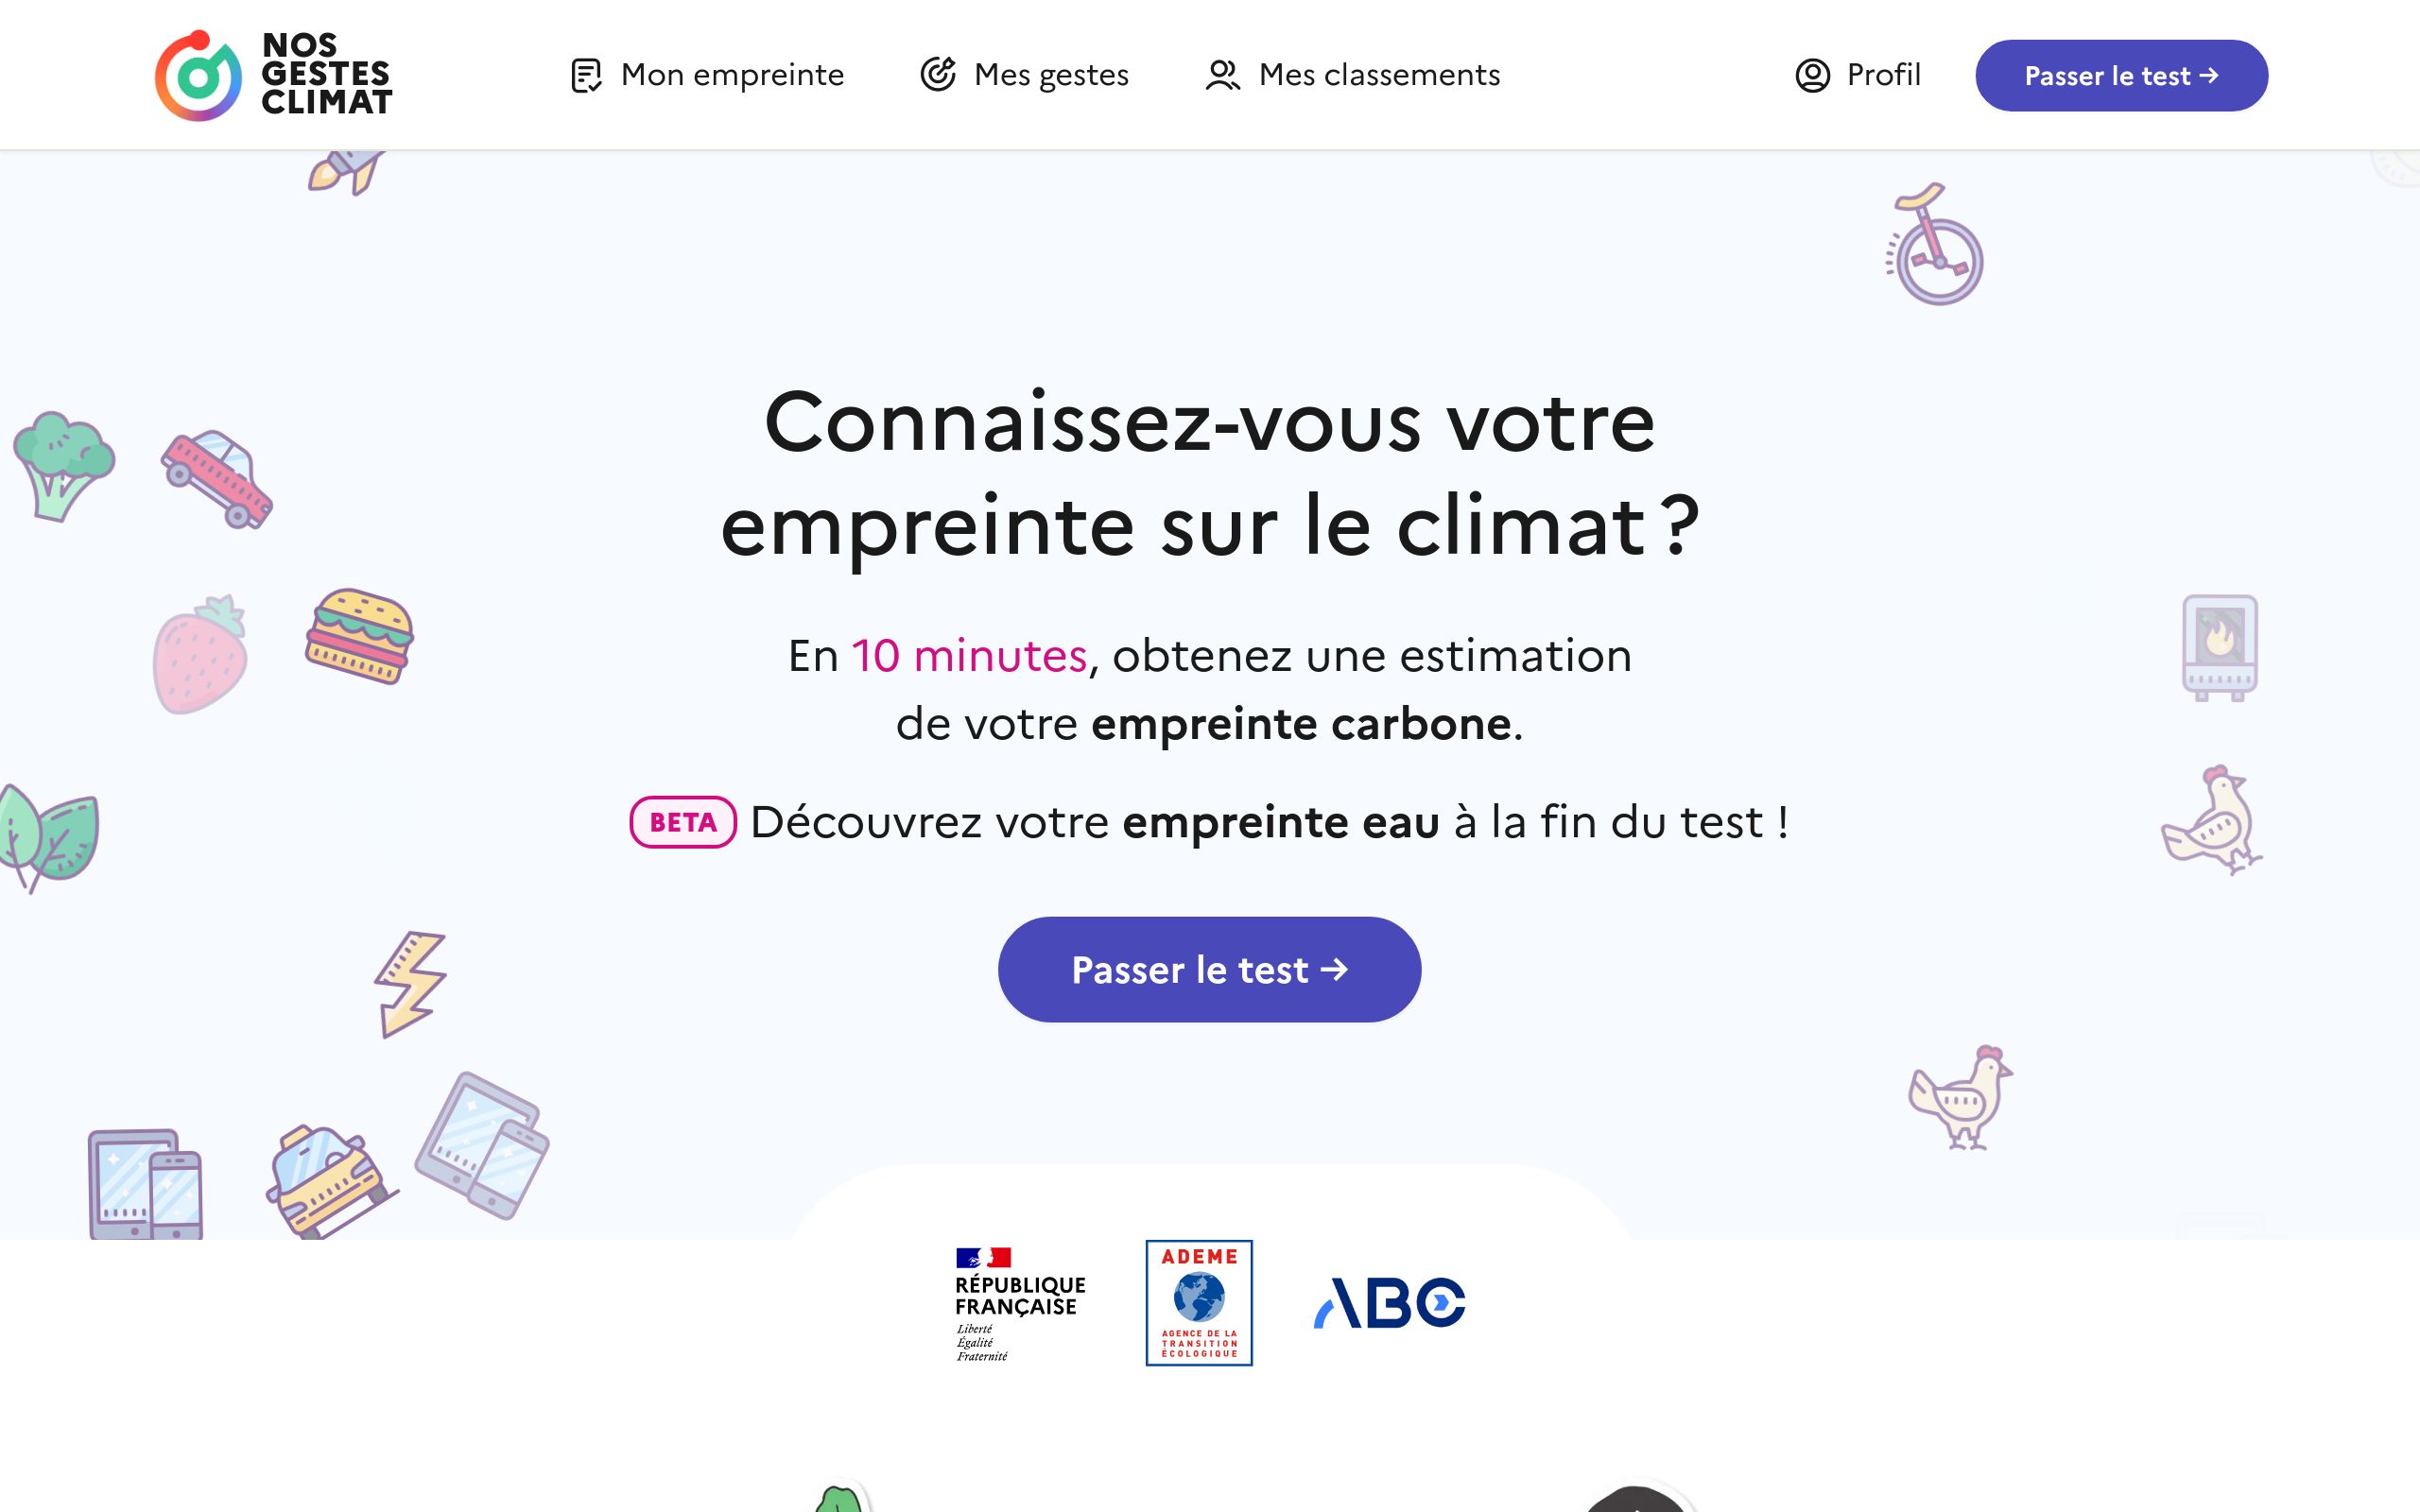 NOS
GESTES
CLIMAT
Mon empreinte
Mes gestes
Mes classements
Profil
Passer le test →
Connaissez-vous votre
empreinte sur le climat ?
En 10 minutes, obtenez une estimation
de votre empreinte carbone.
BETA Découvrez votre empreinte eau à la fin du test !
Passer le test →
RÉPUBLIQUE
FRANÇAISE
Liberté
Égalité
Fraternité
ADEME
AGENCE DE LA
TRANSITION
ÉCOLOGIQUE
ABC